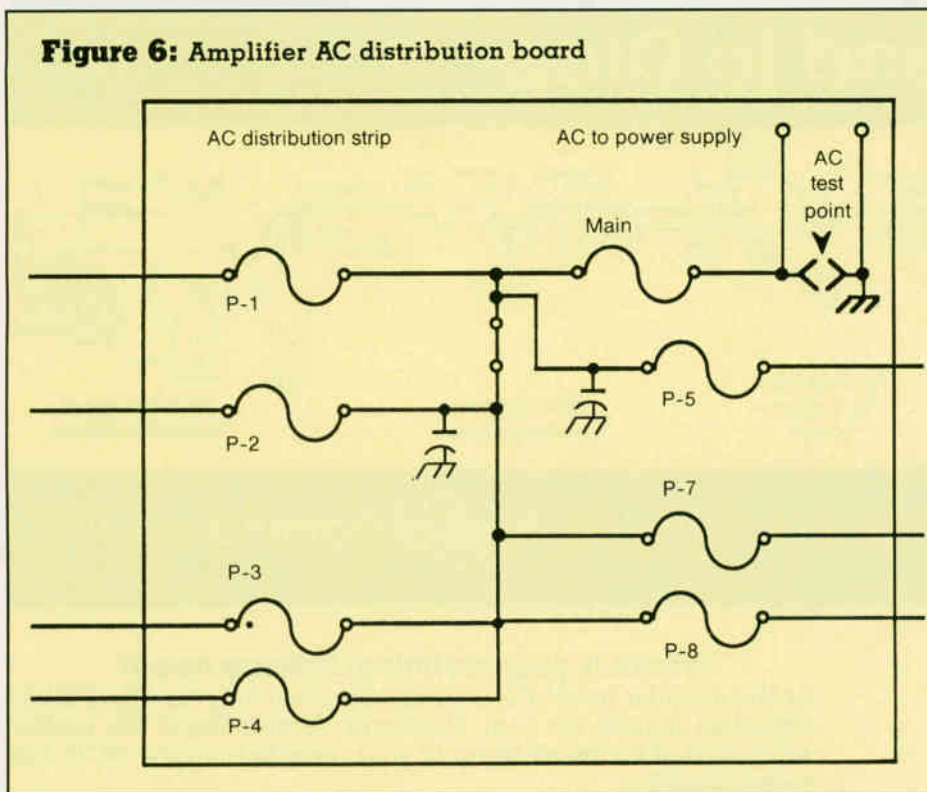 Figure 6: Amplifier AC distribution board
AC distribution strip
AC to power supply
AC
test
point
Main
P-1
P-5
P-2
P-7
P-3
P-8
P-4